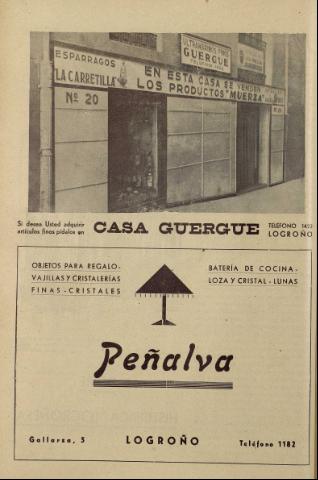 ULTRAMARINOS FINOS
GUERGUE
ESPARRAGOS
"LA CARRETILLA"
EN ESTA CASA SE VENDEN
LOS PRODUCTOS "MUERZA"
Nº 20
Si desea Usted adquirir
artículos finos pídalos en
CASA GUERGUE
TELEFONO 1422
LOGROÑO
OBJETOS PARA REGALO-
VAJILLAS Y CRISTALERÍAS
FINAS - CRISTALES
BATERÍA DE COCINA-
LOZA Y CRISTAL - LUNAS
Peñalva
Gallarza, 5 LOGROÑO Teléfono 1182